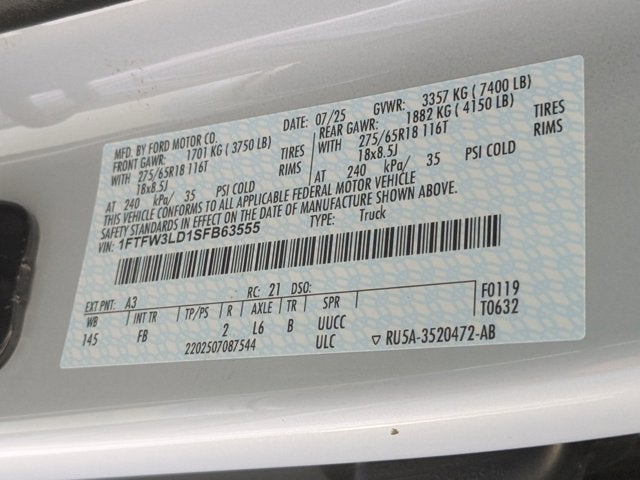 MFD. BY FORD MOTOR CO. DATE: 07/25 GVWR: 3357 KG ( 7400 LB)
FRONT GAWR: 1701 KG ( 3750 LB) REAR GAWR: 1882 KG ( 4150 LB)
WITH 275/65R18 116T TIRES WITH 275/65R18 116T TIRES
18x8.5J RIMS 18x8.5J RIMS
AT 240 kPa/ 35 PSI COLD AT 240 kPa/ 35 PSI COLD
THIS VEHICLE CONFORMS TO ALL APPLICABLE FEDERAL MOTOR VEHICLE
SAFETY STANDARDS IN EFFECT ON THE DATE OF MANUFACTURE SHOWN ABOVE.
VIN: 1FTFW3LD1SFB63555 TYPE: Truck
EXT PNT: A3 RC: 21 DSO: F0119
WB INT TR TP/PS R AXLE TR SPR T0632
145 FB 2 L6 B UUCC
2202507087544 ULC ▽ RU5A-3520472-AB